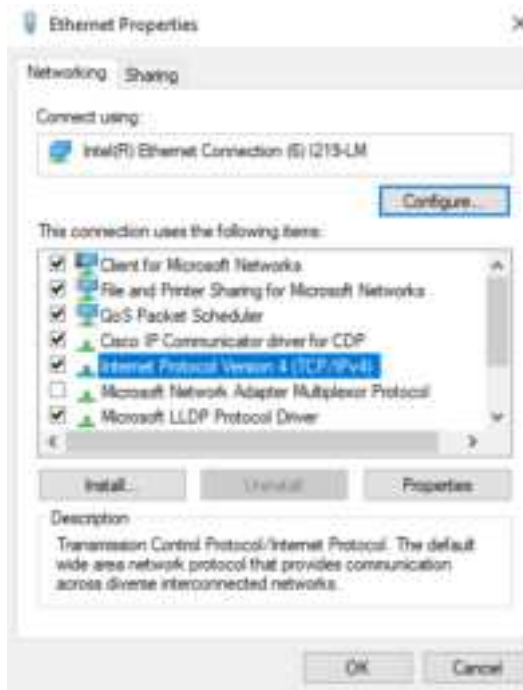 Ethernet Properties
Networking
Sharing
Connect using:
Intel(R) Ethernet Connection (6) I219-LM
Configure...
This connection uses the following items:
Client for Microsoft Networks
File and Printer Sharing for Microsoft Networks
QoS Packet Scheduler
Cisco IP Communicator driver for CDP
Internet Protocol Version 4 (TCP/IPv4)
Microsoft Network Adapter Multiplexor Protocol
Microsoft LLDP Protocol Driver
Install...
Uninstall
Properties
Description
Transmission Control Protocol/Internet Protocol. The default
wide area network protocol that provides communication
across diverse interconnected networks.
OK
Cancel